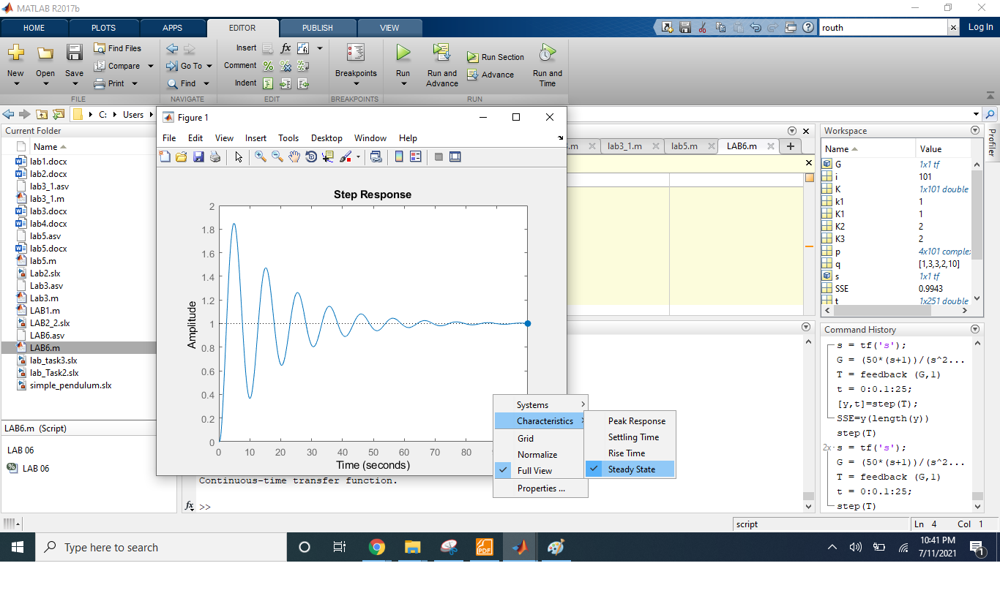 MATLAB R2017b
HOME PLOTS APPS EDITOR PUBLISH VIEW
routh
Log In
New
Open
Save
Find Files
Compare
Print
FILE
Go To
Find
NAVIGATE
Insert
fx
Comment
Indent
EDIT
Breakpoints
BREAKPOINTS
Run
Run and Advance
Run Section
Advance
Run and Time
RUN
C: Users
Current Folder
Name
lab1.docx
lab2.docx
lab3_1.asv
lab3_1.m
lab3.docx
lab4.docx
lab5.asv
lab5.docx
lab5.m
Lab2.slx
Lab3.asv
Lab3.m
LAB1.m
LAB2_2.slx
LAB6.asv
LAB6.m
lab_task3.slx
lab_Task2.slx
simple_pendulum.slx
LAB6.m (Script)
LAB 06
LAB 06
Figure 1
File Edit View Insert Tools Desktop Window Help
Step Response
Amplitude
2
1.8
1.6
1.4
1.2
1
0.8
0.6
0.4
0.2
0
0 10 20 30 40 50 60 70 80
Time (seconds)
Systems
Characteristics
Grid
Normalize
Full View
Properties ...
Peak Response
Settling Time
Rise Time
Steady State
.m lab3_1.m lab5.m LAB6.m
Continuous-time transfer function.
fx >>
Workspace
Name Value
G 1x1 tf
i 101
K 1x101 double
k1 1
K1 1
K2 2
K3 2
p 4x101 complex
q [1,3,3,2,10]
s 1x1 tf
SSE 0.9943
t 1x251 double
Profiler
Command History
s = tf('s');
G = (50*(s+1))/(s^2...
T = feedback (G,1)
t = 0:0.1:25;
[y,t]=step(T);
SSE=y(length(y))
step(T)
2x s = tf('s');
G = (50*(s+1))/(s^2...
T = feedback (G,1)
t = 0:0.1:25;
step(T)
script
Ln 4 Col 1
Type here to search
PDF
10:41 PM
7/11/2021
1